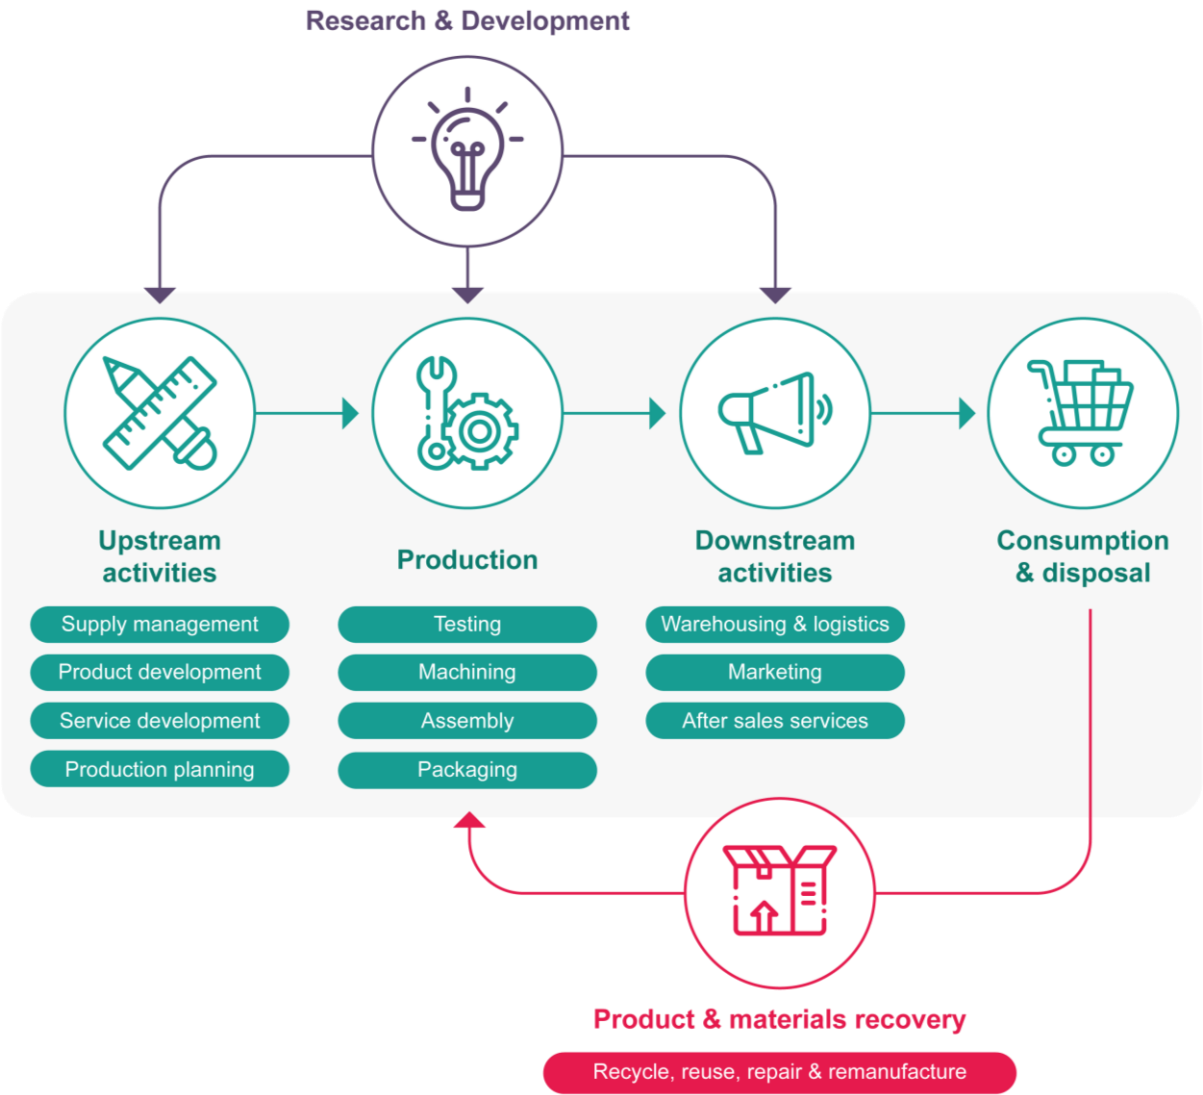 Research & Development
Upstream
activities
Supply management
Product development
Service development
Production planning
Production
Testing
Machining
Assembly
Packaging
Downstream
activities
Warehousing & logistics
Marketing
After sales services
Consumption
& disposal
Product & materials recovery
Recycle, reuse, repair & remanufacture